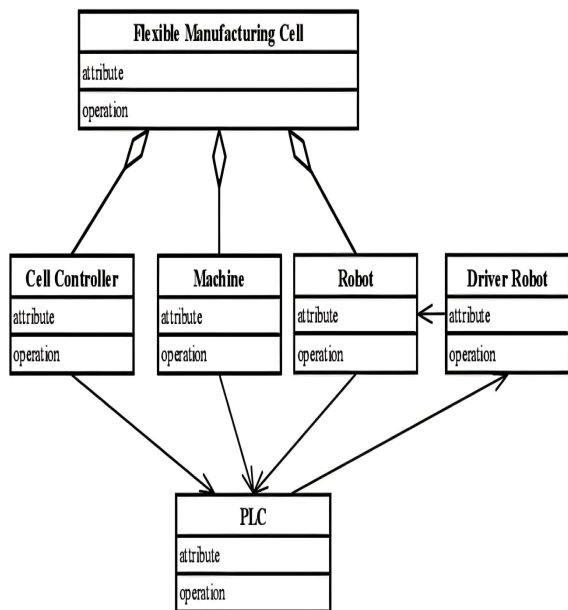 Flexible Manufacturing Cell
attribute
operation
Cell Controller
attribute
operation
Machine
attribute
operation
Robot
attribute
operation
Driver Robot
attribute
operation
PLC
attribute
operation